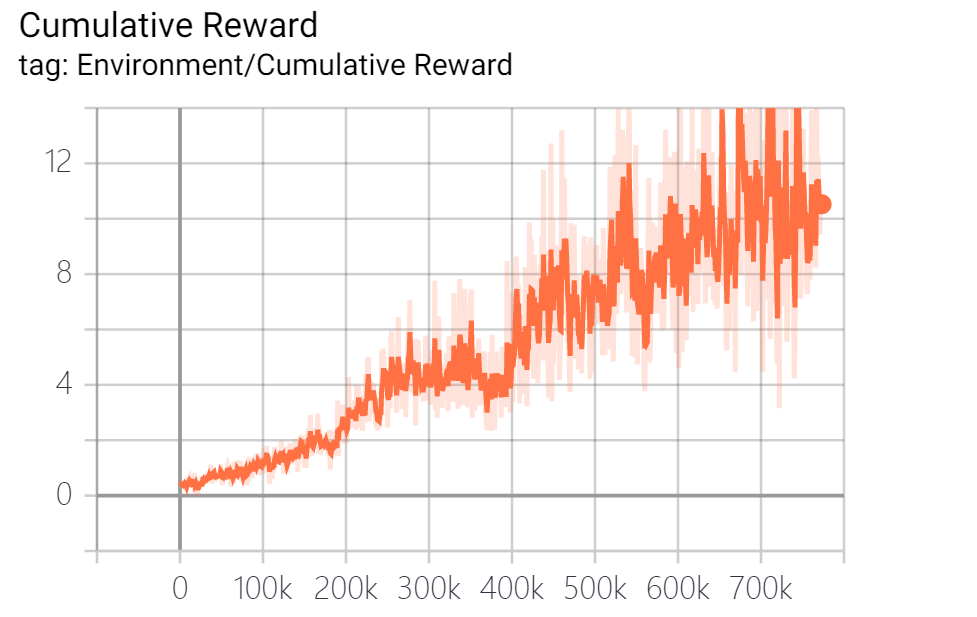 Cumulative Reward
tag: Environment/Cumulative Reward
12
8
4
0
0 100k 200k 300k 400k 500k 600k 700k